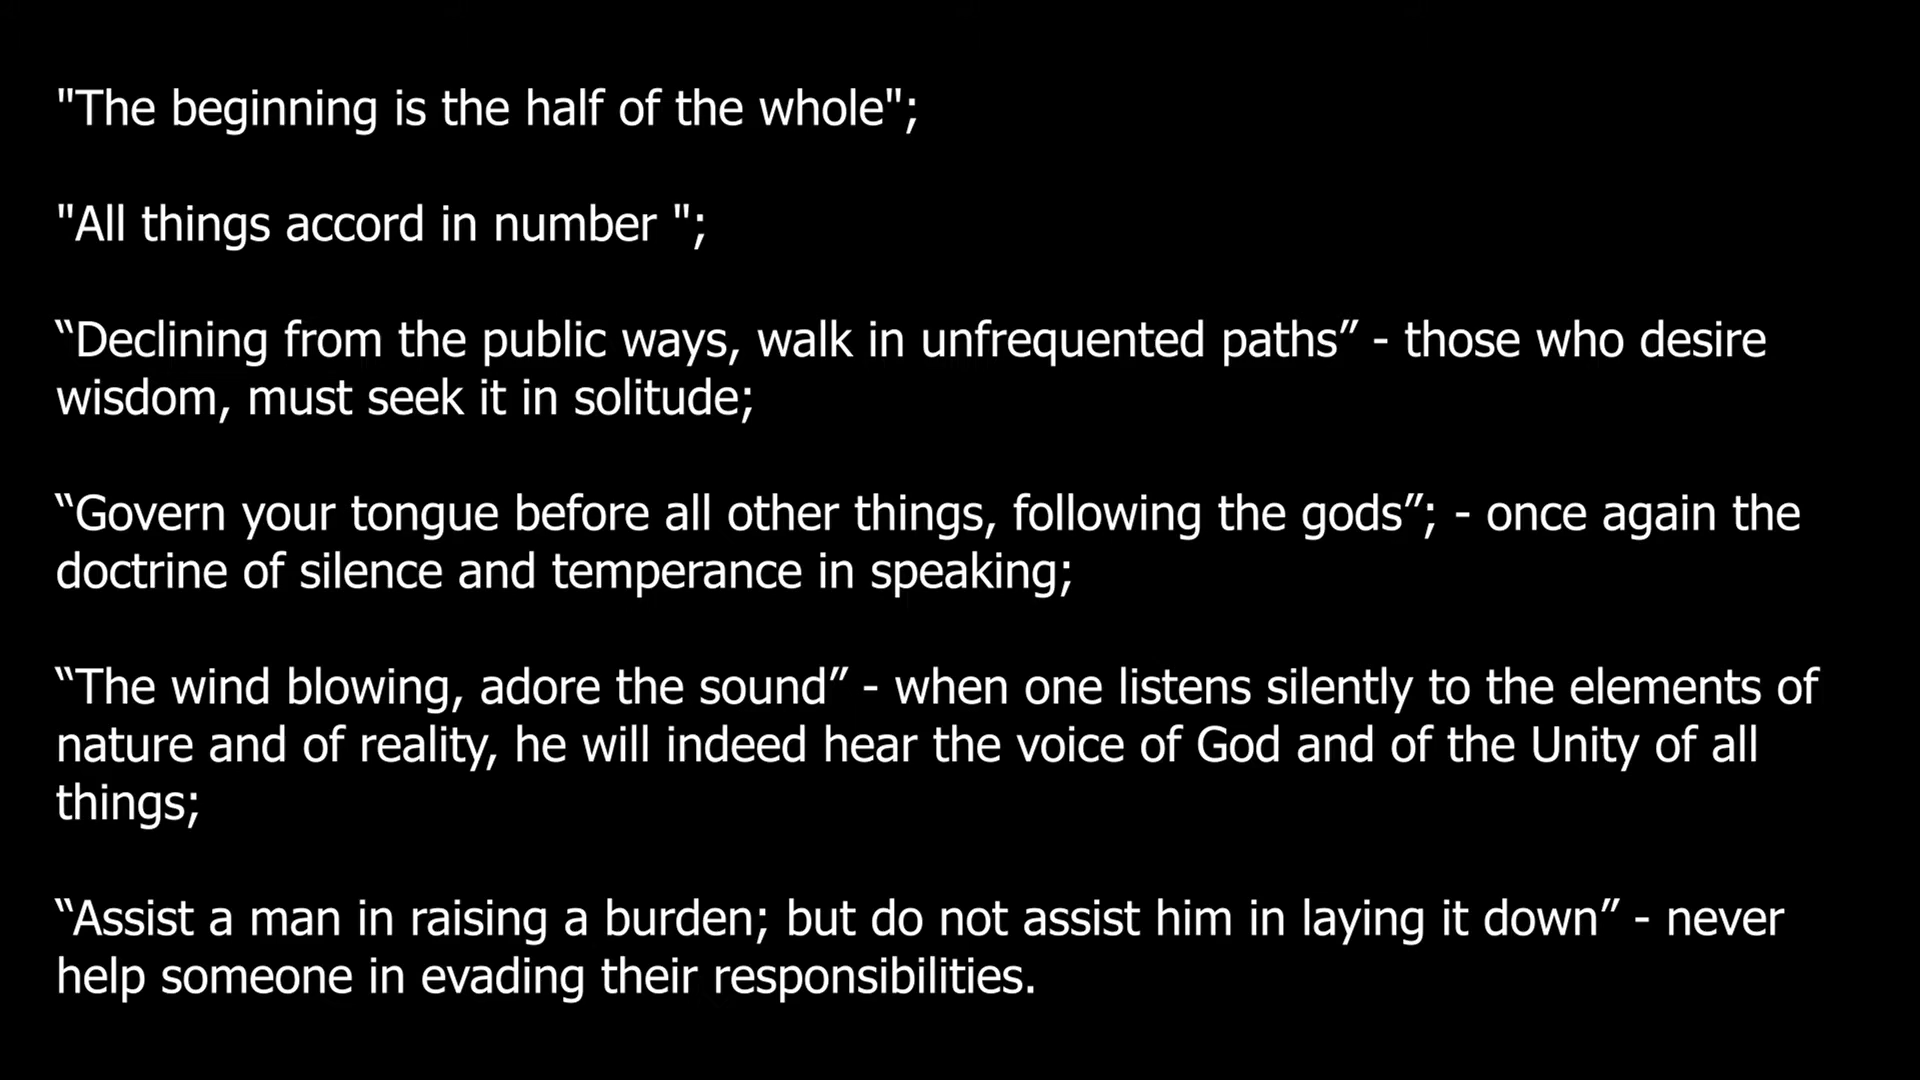 "The beginning is the half of the whole";
"All things accord in number ";
“Declining from the public ways, walk in unfrequented paths” - those who desire
wisdom, must seek it in solitude;
“Govern your tongue before all other things, following the gods”; - once again the
doctrine of silence and temperance in speaking;
“The wind blowing, adore the sound” - when one listens silently to the elements of
nature and of reality, he will indeed hear the voice of God and of the Unity of all
things;
“Assist a man in raising a burden; but do not assist him in laying it down” - never
help someone in evading their responsibilities.